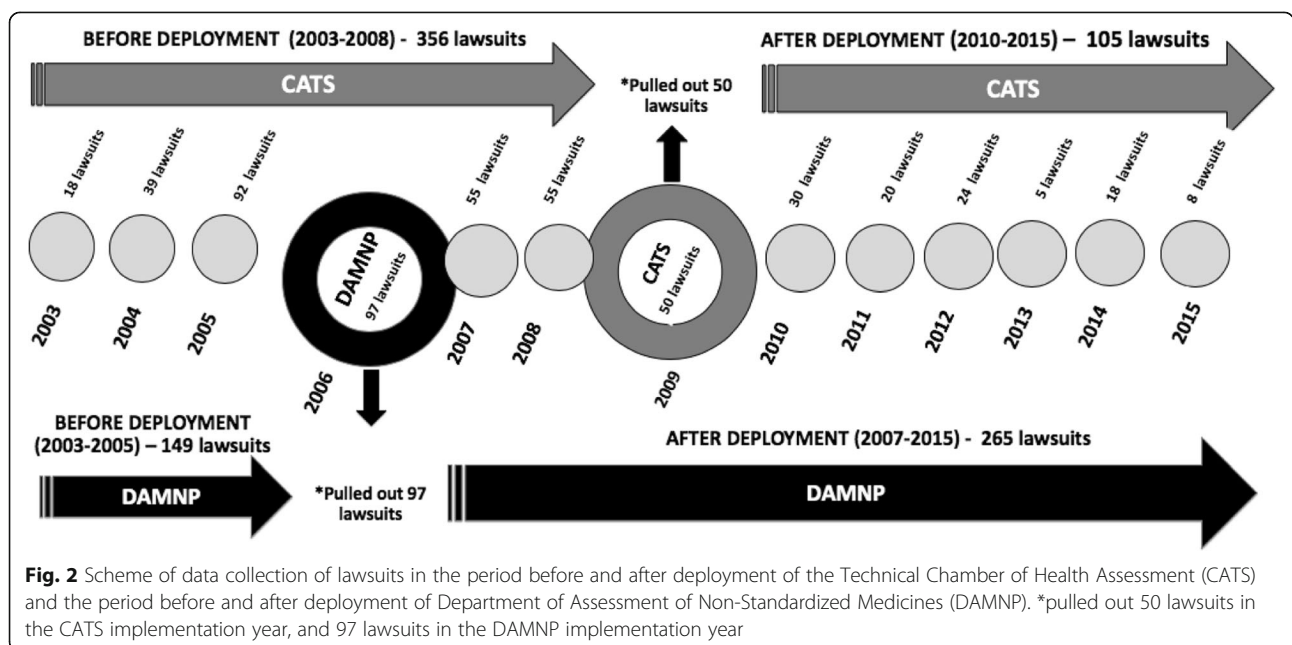 BEFORE DEPLOYMENT (2003-2008) - 356 lawsuits
CATS
*Pulled out 50
lawsuits
AFTER DEPLOYMENT (2010-2015) – 105 lawsuits
CATS
18 lawsuits
39 lawsuits
92 lawsuits
55 lawsuits
55 lawsuits
30 lawsuits
20 lawsuits
24 lawsuits
5 lawsuits
18 lawsuits
8 lawsuits
DAMNP
97 lawsuits
CATS
50 lawsuits
2003
2004
2005
2006
2007
2008
2009
2010
2011
2012
2013
2014
2015
BEFORE DEPLOYMENT
(2003-2005) – 149 lawsuits
DAMNP
*Pulled out 97
lawsuits
AFTER DEPLOYMENT (2007-2015) - 265 lawsuits
DAMNP
Fig. 2 Scheme of data collection of lawsuits in the period before and after deployment of the Technical Chamber of Health Assessment (CATS)
and the period before and after deployment of Department of Assessment of Non-Standardized Medicines (DAMNP). *pulled out 50 lawsuits in
the CATS implementation year, and 97 lawsuits in the DAMNP implementation year